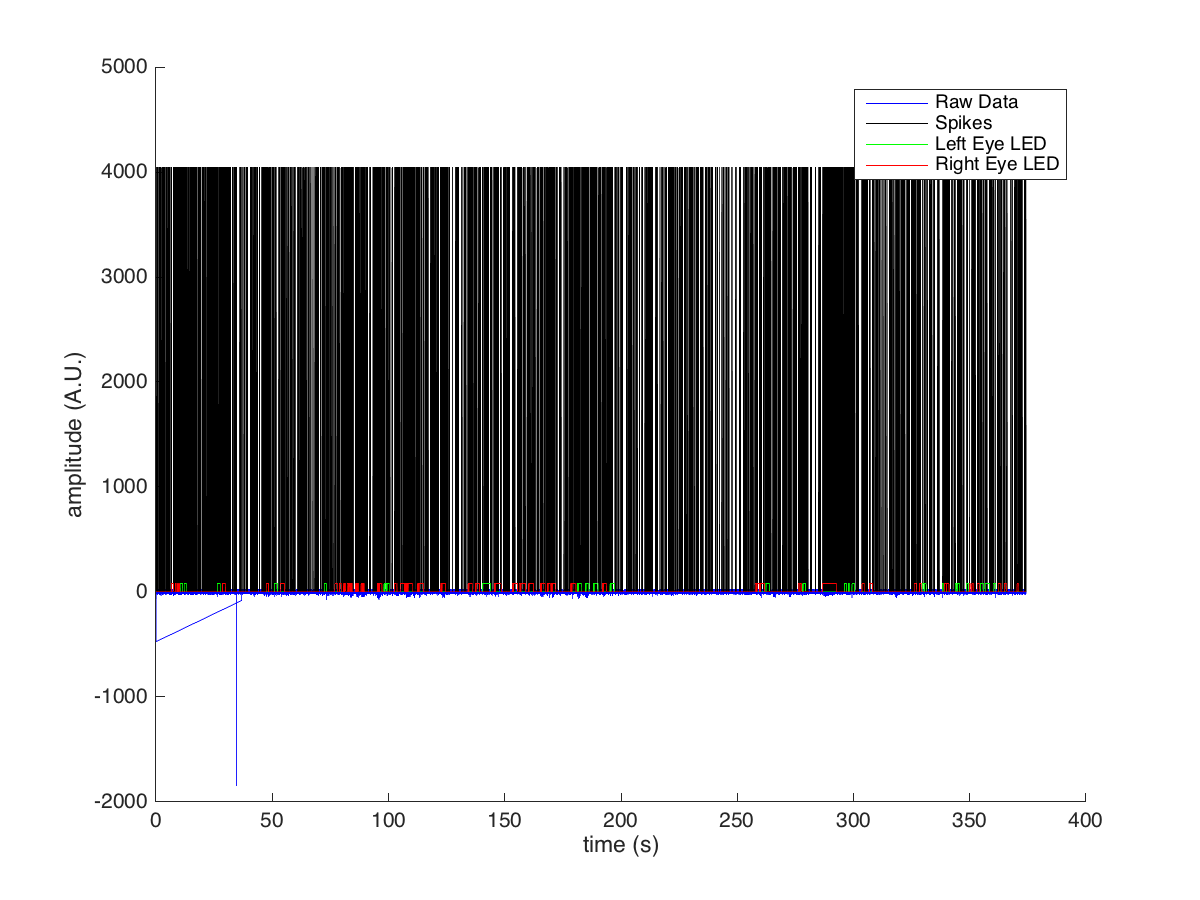 5000
4000
3000
2000
1000
0
-1000
-2000
amplitude (A.U.)
Raw Data
Spikes
Left Eye LED
Right Eye LED
0 50 100 150 200 250 300 350 400
time (s)